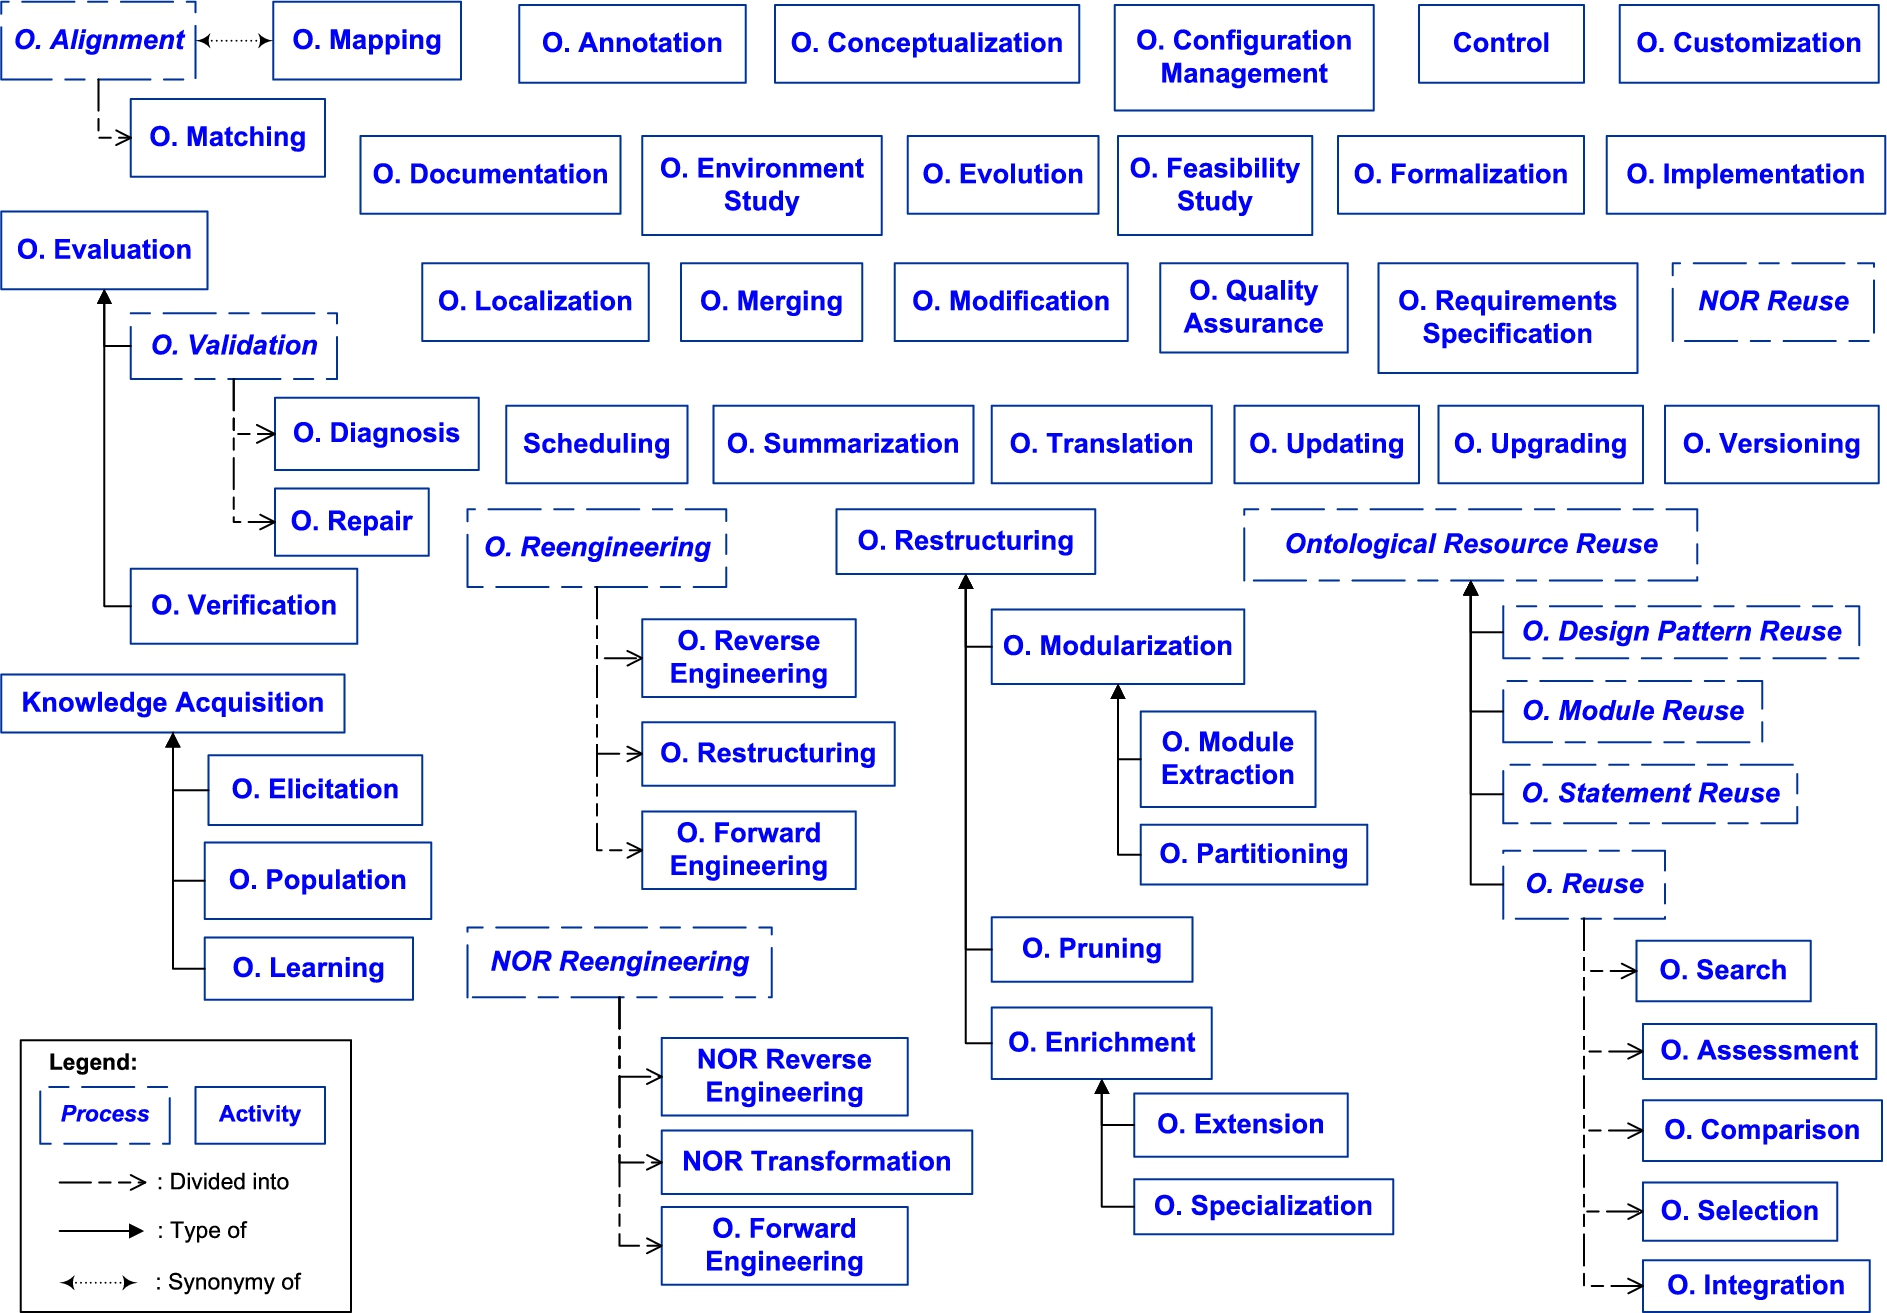 O. Alignment
O. Mapping
O. Annotation
O. Conceptualization
O. Configuration
Management
Control
O. Customization
O. Matching
O. Documentation
O. Environment
Study
O. Evolution
O. Feasibility
Study
O. Formalization
O. Implementation
O. Evaluation
O. Localization
O. Merging
O. Modification
O. Quality
Assurance
O. Requirements
Specification
NOR Reuse
O. Validation
O. Diagnosis
O. Repair
O. Verification
Scheduling
O. Summarization
O. Translation
O. Updating
O. Upgrading
O. Versioning
Knowledge Acquisition
O. Elicitation
O. Population
O. Learning
O. Reengineering
O. Reverse
Engineering
O. Restructuring
O. Forward
Engineering
NOR Reengineering
NOR Reverse
Engineering
NOR Transformation
O. Forward
Engineering
O. Restructuring
O. Modularization
O. Module
Extraction
O. Partitioning
O. Pruning
O. Enrichment
O. Extension
O. Specialization
Ontological Resource Reuse
O. Design Pattern Reuse
O. Module Reuse
O. Statement Reuse
O. Reuse
O. Search
O. Assessment
O. Comparison
O. Selection
O. Integration
Legend:
Process
Activity
: Divided into
: Type of
: Synonymy of